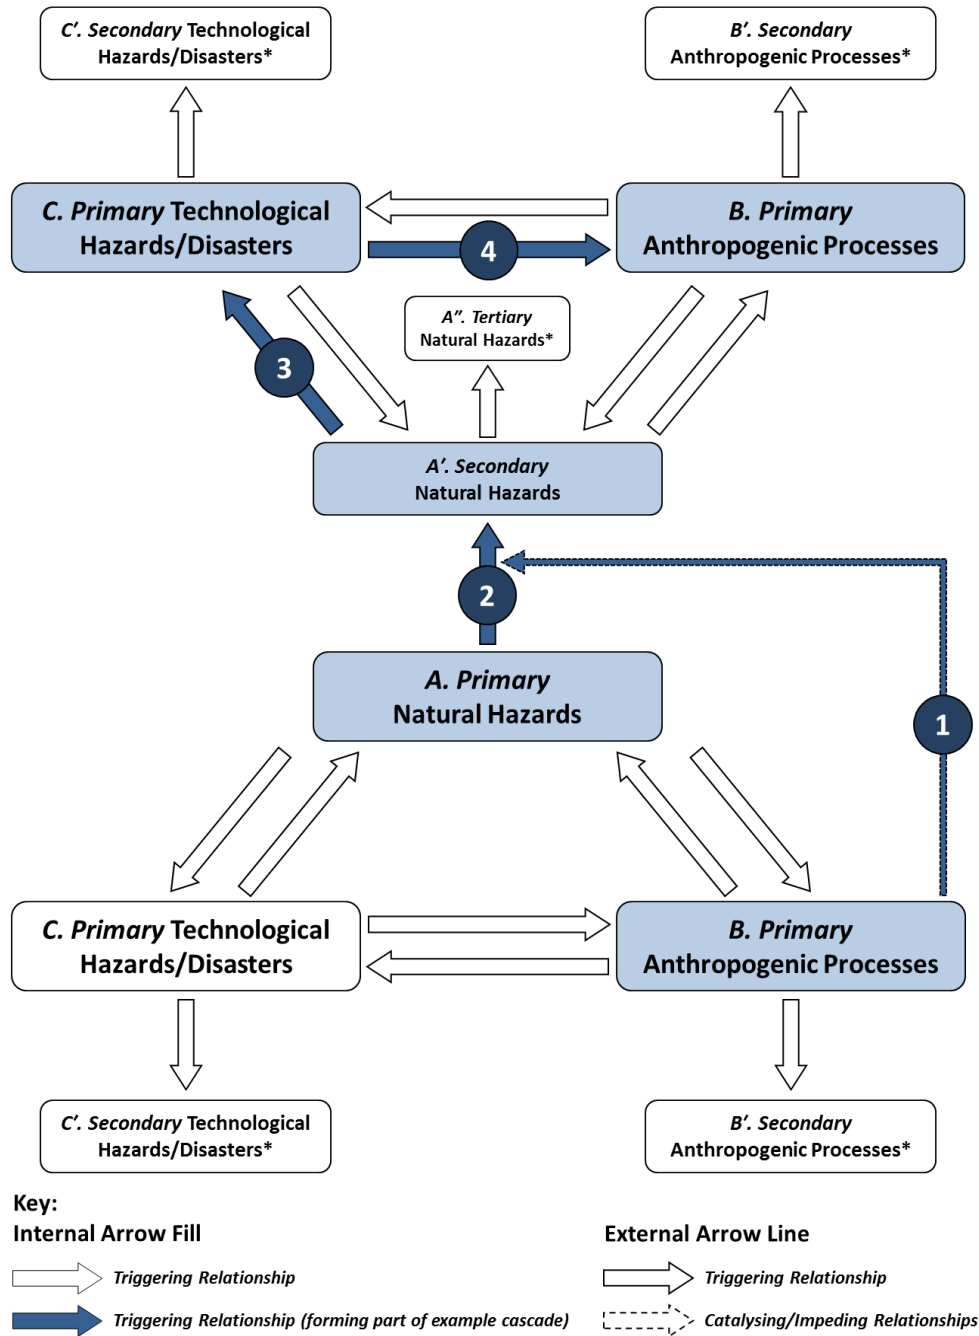 C′. Secondary Technological
Hazards/Disasters*
B′. Secondary
Anthropogenic Processes*
C. Primary Technological
Hazards/Disasters
B. Primary
Anthropogenic Processes
4
A″. Tertiary
Natural Hazards*
3
A′. Secondary
Natural Hazards
2
A. Primary
Natural Hazards
1
C. Primary Technological
Hazards/Disasters
B. Primary
Anthropogenic Processes
C′. Secondary Technological
Hazards/Disasters*
B′. Secondary
Anthropogenic Processes*
Key:
Internal Arrow Fill
External Arrow Line
Triggering Relationship
Triggering Relationship
Triggering Relationship (forming part of example cascade)
Catalysing/Impeding Relationships